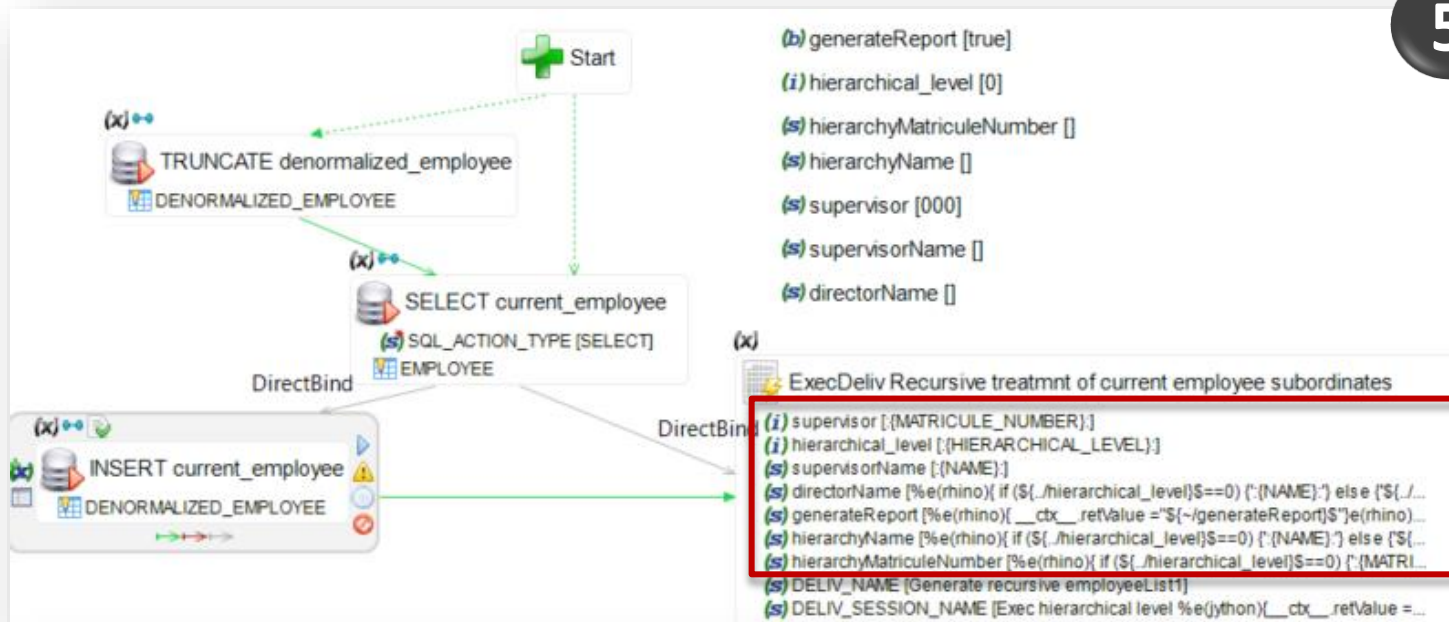 5
Start
(b) generateReport [true]
(i) hierarchical_level [0]
(s) hierarchyMatriculeNumber []
(s) hierarchyName []
(s) supervisor [000]
(s) supervisorName []
(s) directorName []
(x)
TRUNCATE denormalized_employee
DENORMALIZED_EMPLOYEE
(x)
SELECT current_employee
(s) SQL_ACTION_TYPE [SELECT]
EMPLOYEE
DirectBind
DirectBind
(x)
INSERT current_employee
DENORMALIZED_EMPLOYEE
(x)
ExecDeliv Recursive treatmnt of current employee subordinates
(i) supervisor [:{MATRICULE_NUMBER}:]
(i) hierarchical_level [:{HIERARCHICAL_LEVEL}:]
(s) supervisorName [:{NAME}:]
(s) directorName [%e(rhino){ if (${../hierarchical_level}$==0) {":{NAME}:"} else {"${../...
(s) generateReport [%e(rhino){ __ctx__.retValue ="${~/generateReport}$"}e(rhino)...
(s) hierarchyName [%e(rhino){ if (${../hierarchical_level}$==0) {":{NAME}:"} else {"${...
(s) hierarchyMatriculeNumber [%e(rhino){ if (${../hierarchical_level}$==0) {":{MATRI...
(s) DELIV_NAME [Generate recursive employeeList1]
(s) DELIV_SESSION_NAME [Exec hierarchical level %e(jython){__ctx__.retValue =...